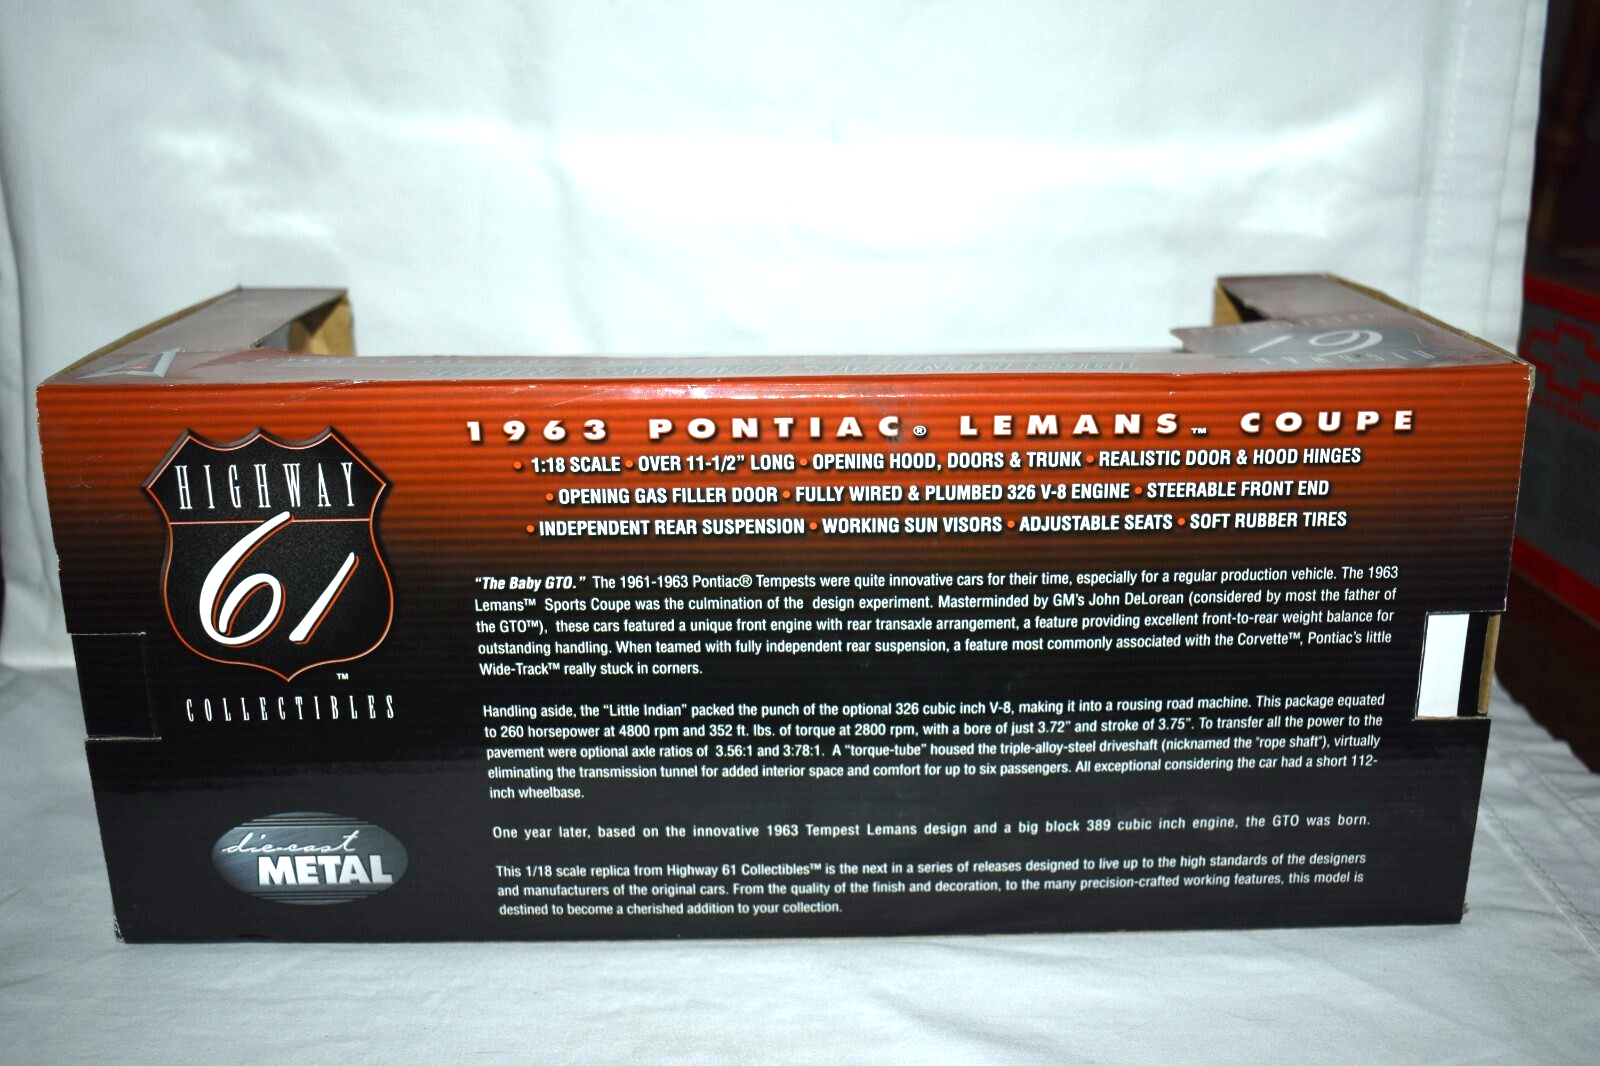 HIGHWAY
61
™
COLLECTIBLES
die-cast
METAL
1963 PONTIAC® LEMANS™ COUPE
• 1:18 SCALE • OVER 11-1/2” LONG • OPENING HOOD, DOORS & TRUNK • REALISTIC DOOR & HOOD HINGES
• OPENING GAS FILLER DOOR • FULLY WIRED & PLUMBED 326 V-8 ENGINE • STEERABLE FRONT END
• INDEPENDENT REAR SUSPENSION • WORKING SUN VISORS • ADJUSTABLE SEATS • SOFT RUBBER TIRES
“The Baby GTO.” The 1961-1963 Pontiac® Tempests were quite innovative cars for their time, especially for a regular production vehicle. The 1963
Lemans™ Sports Coupe was the culmination of the design experiment. Masterminded by GM's John DeLorean (considered by most the father of
the GTO™), these cars featured a unique front engine with rear transaxle arrangement, a feature providing excellent front-to-rear weight balance for
outstanding handling. When teamed with fully independent rear suspension, a feature most commonly associated with the Corvette™, Pontiac's little
Wide-Track™ really stuck in corners.
Handling aside, the “Little Indian” packed the punch of the optional 326 cubic inch V-8, making it into a rousing road machine. This package equated
to 260 horsepower at 4800 rpm and 352 ft. lbs. of torque at 2800 rpm, with a bore of just 3.72” and stroke of 3.75”. To transfer all the power to the
pavement were optional axle ratios of 3.56:1 and 3:78:1. A “torque-tube” housed the triple-alloy-steel driveshaft (nicknamed the "rope shaft"), virtually
eliminating the transmission tunnel for added interior space and comfort for up to six passengers. All exceptional considering the car had a short 112-
inch wheelbase.
One year later, based on the innovative 1963 Tempest Lemans design and a big block 389 cubic inch engine, the GTO was born.
This 1/18 scale replica from Highway 61 Collectibles™ is the next in a series of releases designed to live up to the high standards of the designers
and manufacturers of the original cars. From the quality of the finish and decoration, to the many precision-crafted working features, this model is
destined to become a cherished addition to your collection.